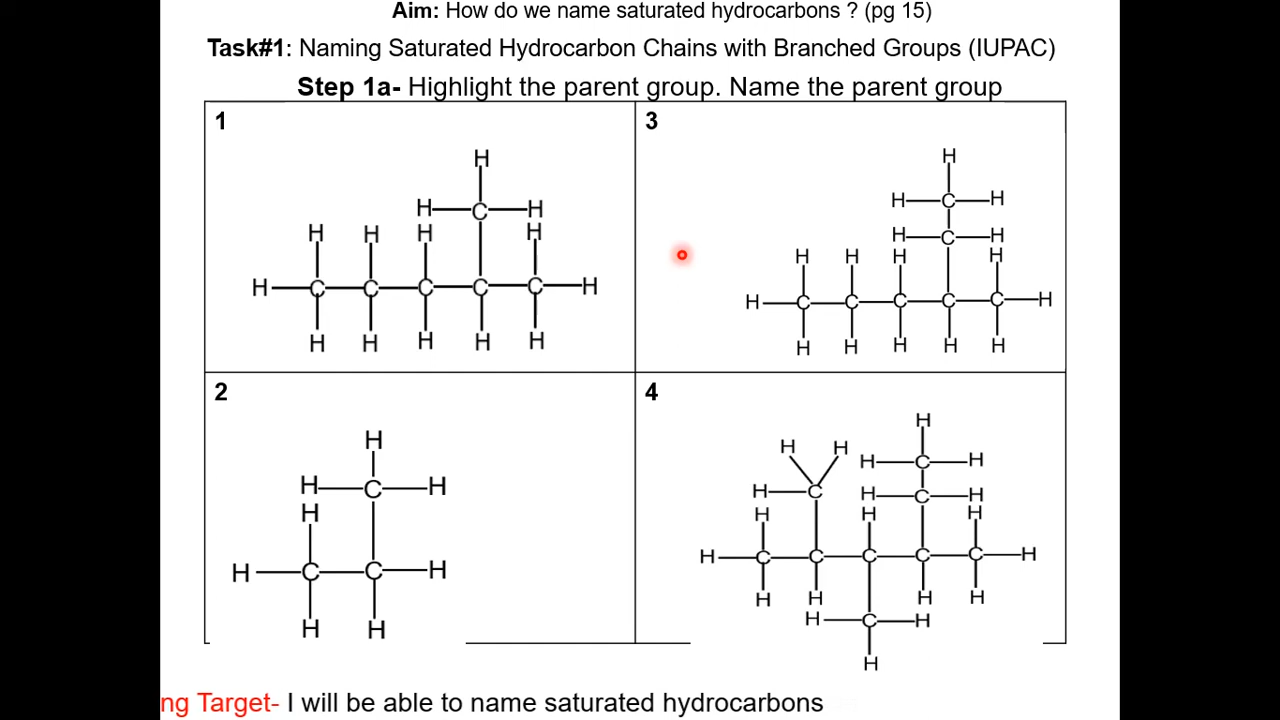 Aim: How do we name saturated hydrocarbons ? (pg 15)
Task#1: Naming Saturated Hydrocarbon Chains with Branched Groups (IUPAC)
Step 1a- Highlight the parent group. Name the parent group
1
H
H C H
H H H H
H C C C C C H
H H H H H
3
H
H C H
H C H
H H H H
H C C C C C H
H H H H H
2
H
H C H
H
H C C H
H H
4
H
H H H C H
H C H C H
H H H
H C C C C C H
H H H H
H C H
H
ng Target- I will be able to name saturated hydrocarbons